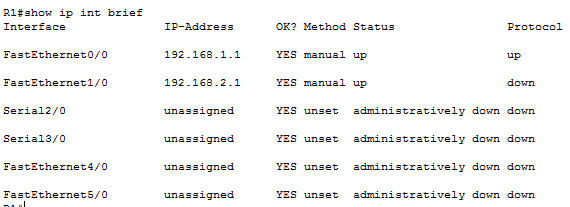 R1#show ip int brief
Interface IP-Address OK? Method Status Protocol
FastEthernet0/0 192.168.1.1 YES manual up up
FastEthernet1/0 192.168.2.1 YES manual up down
Serial2/0 unassigned YES unset administratively down down
Serial3/0 unassigned YES unset administratively down down
FastEthernet4/0 unassigned YES unset administratively down down
FastEthernet5/0 unassigned YES unset administratively down down
R1#